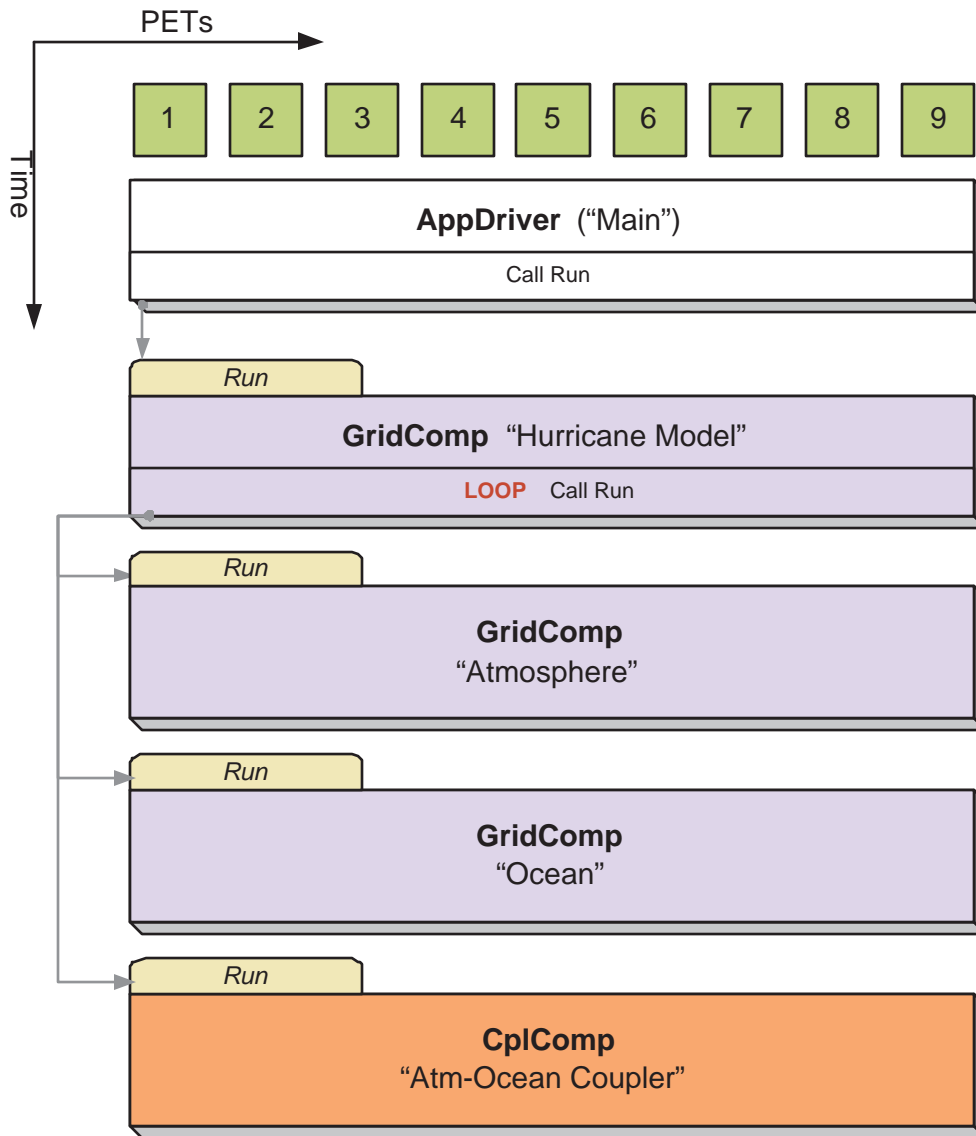 PETs
Time
1 2 3 4 5 6 7 8 9
AppDriver (“Main”)
Call Run
Run
GridComp “Hurricane Model”
LOOP Call Run
Run
GridComp
“Atmosphere”
Run
GridComp
“Ocean”
Run
CplComp
“Atm-Ocean Coupler”